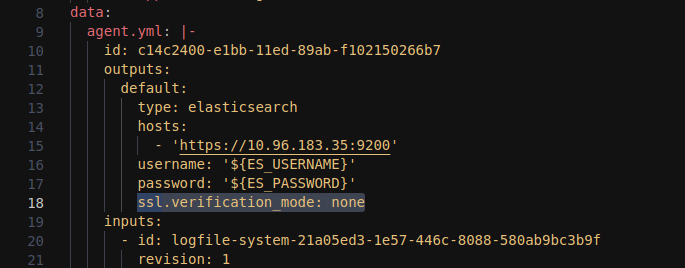 8 data:
9 agent.yml: |-
10 id: c14c2400-e1bb-11ed-89ab-f102150266b7
11 outputs:
12 default:
13 type: elasticsearch
14 hosts:
15 - 'https://10.96.183.35:9200'
16 username: '${ES_USERNAME}'
17 password: '${ES_PASSWORD}'
18 ssl.verification_mode: none
19 inputs:
20 - id: logfile-system-21a05ed3-1e57-446c-8088-580ab9bc3b9f
21 revision: 1